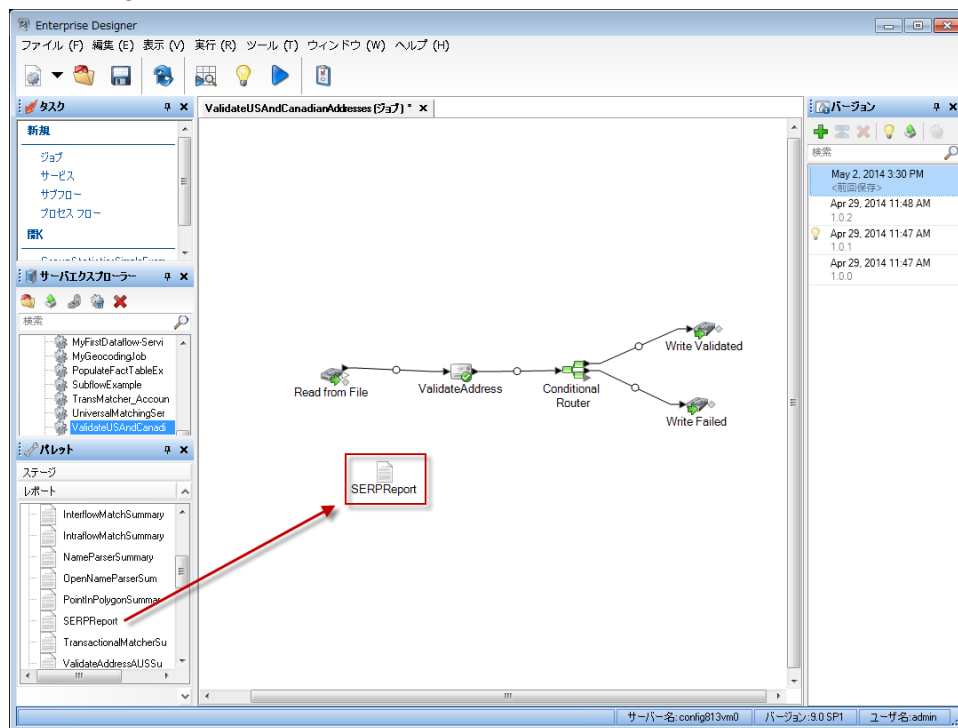 Enterprise Designer
ファイル (F) 編集 (E) 表示 (V) 実行 (R) ツール (T) ウィンドウ (W) ヘルプ (H)
タスク
新規
ジョブ
サービス
サブフロー
プロセス フロー
開く
サーバエクスプローラー
検索
MyFirstDataflow-Servi
MyGeocodingJob
PopulateFactTableEx
SubflowExample
TransMatcher_Accoun
UniversalMatchingSer
ValidateUSAndCanadi
パレット
ステージ
レポート
InterflowMatchSummary
IntraflowMatchSummary
NameParserSummary
OpenNameParserSum
PointInPolygonSummar
SERPReport
TransactionalMatcherSu
ValidateAddressAUSSu
ValidateUSAndCanadianAddresses (ジョブ) *
Read from File
ValidateAddress
Conditional
Router
Write Validated
Write Failed
SERPReport
バージョン
検索
May 2, 2014 3:30 PM
<前回保存>
Apr 29, 2014 11:48 AM
1.0.2
Apr 29, 2014 11:47 AM
1.0.1
Apr 29, 2014 11:47 AM
1.0.0
サーバー名:config813vm0 バージョン:9.0 SP1 ユーザ名:admin